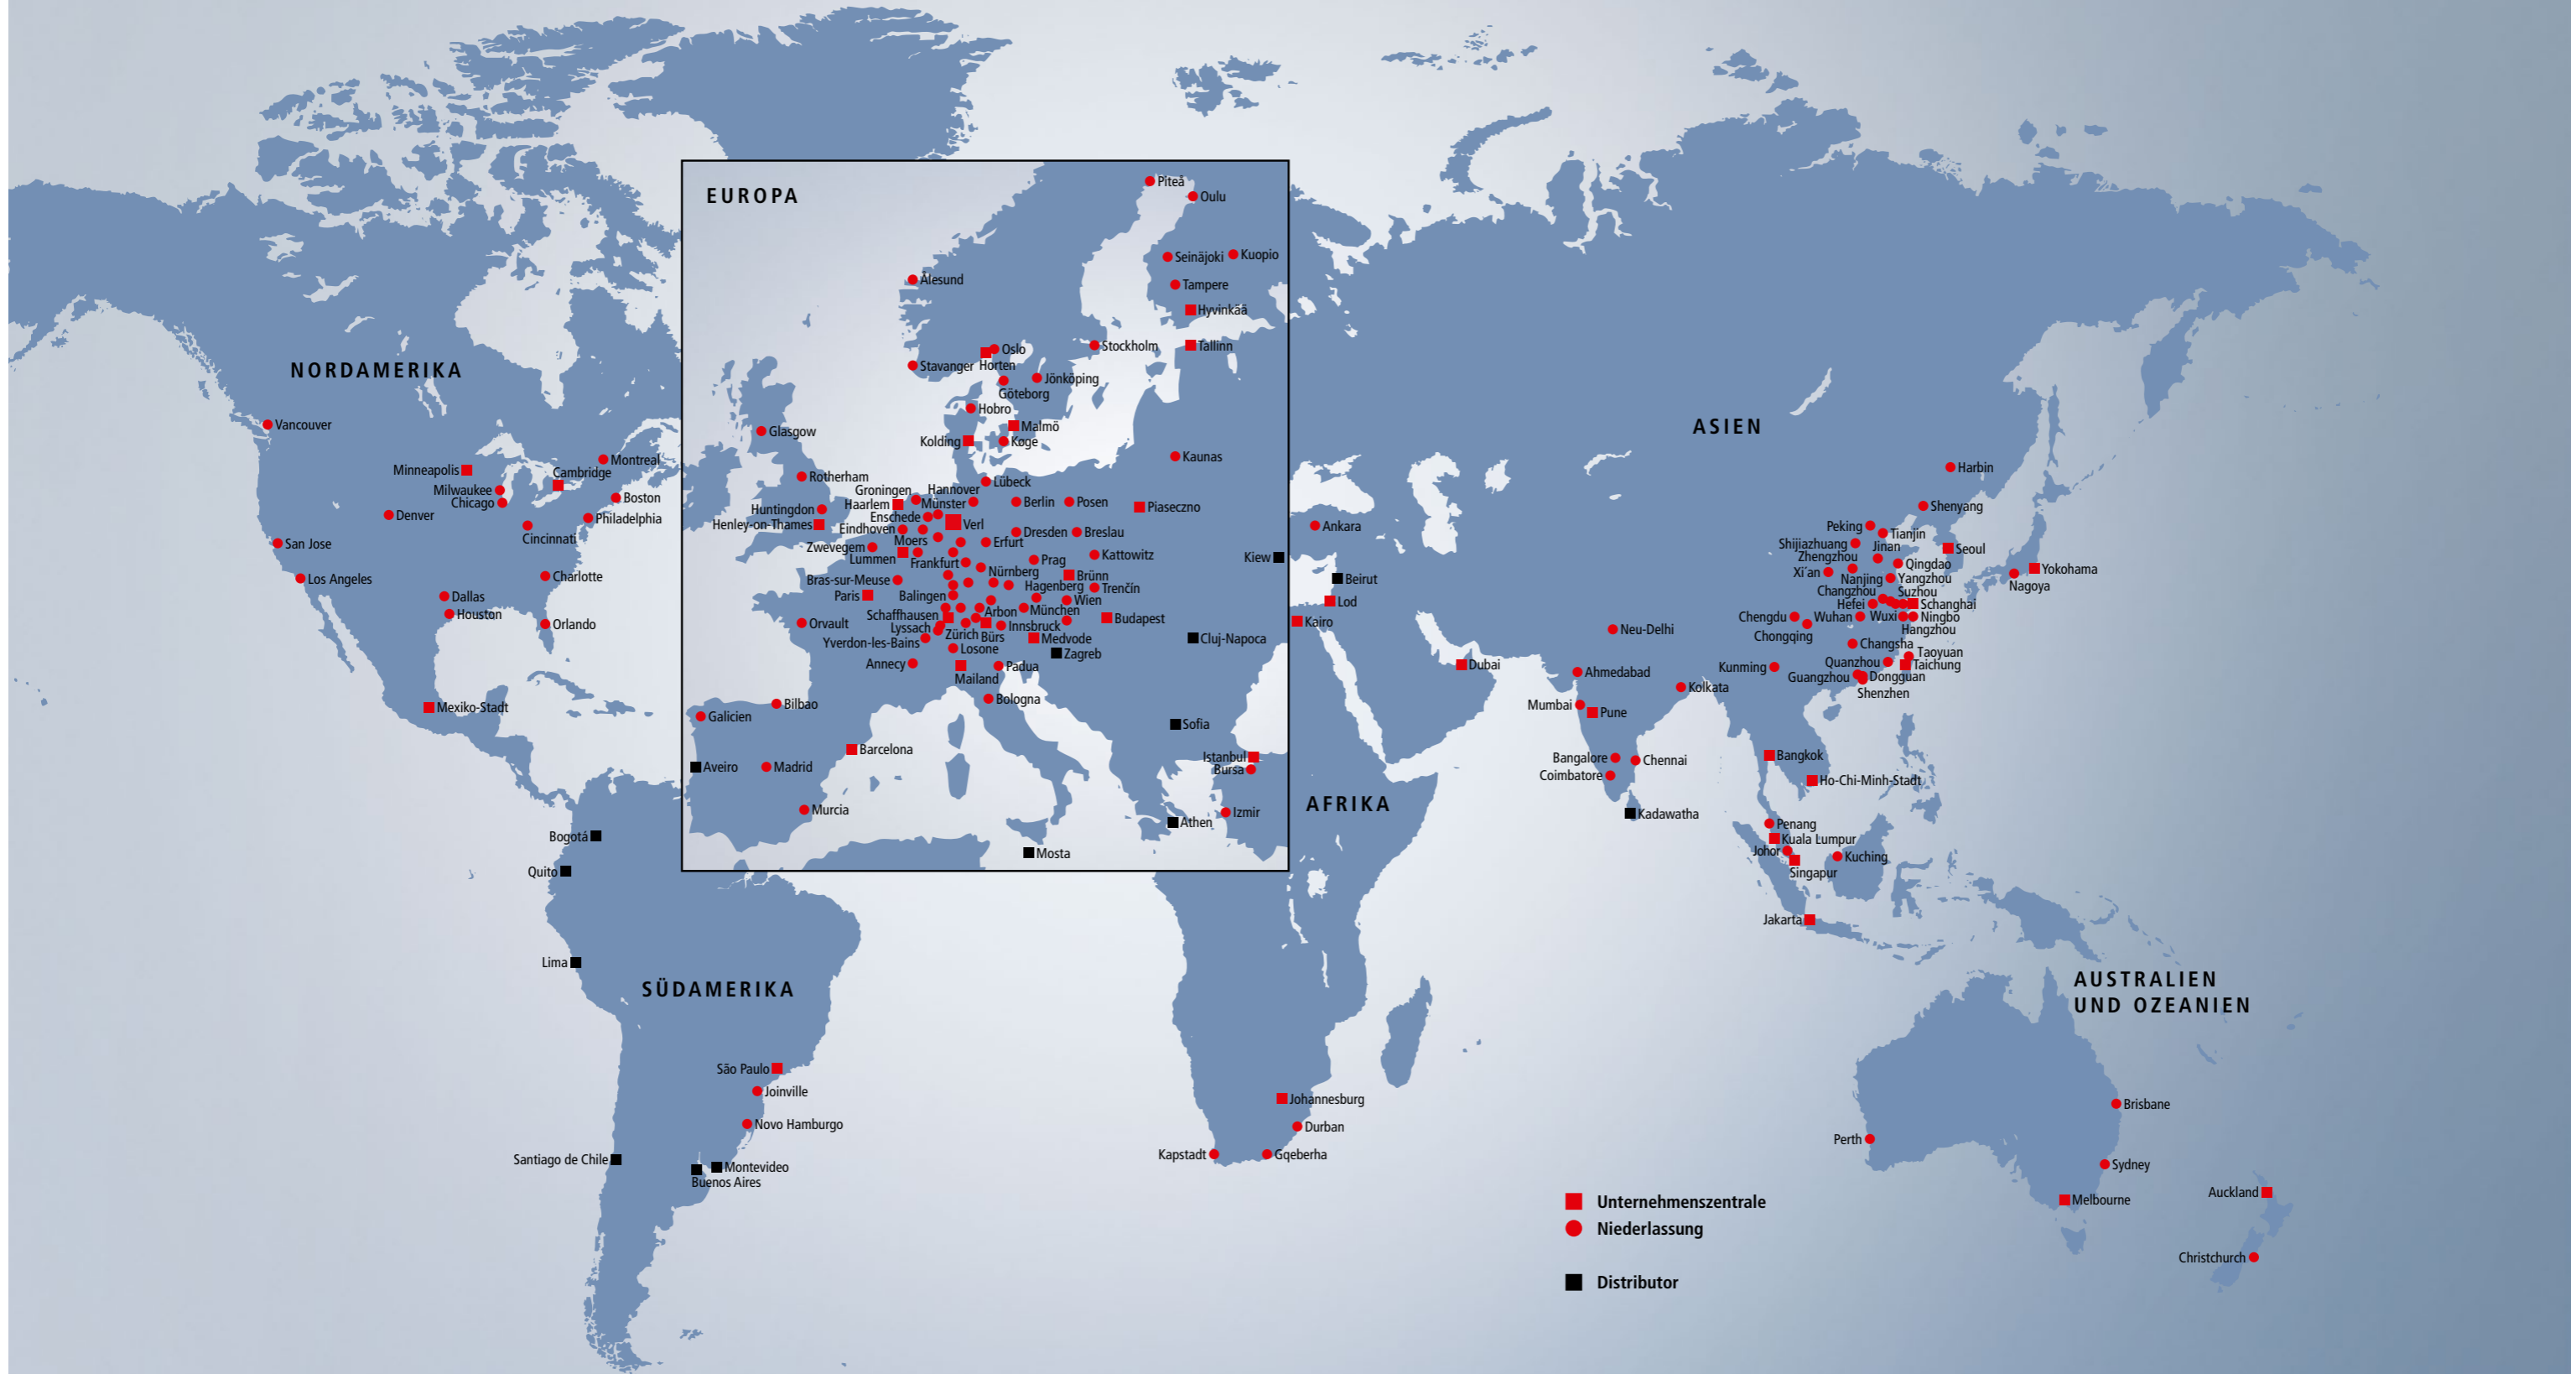 EUROPA
Piteå
Oulu
Seinäjoki
Kuopio
Ålesund
Tampere
Hyvinkää
Oslo
Stockholm
Tallinn
Stavanger
Horten
Jönköping
Göteborg
Hobro
Glasgow
Malmö
Kolding
Køge
Kaunas
Rotherham
Lübeck
Groningen
Hannover
Haarlem
Münster
Berlin
Posen
Piaseczno
Huntingdon
Enschede
Henley-on-Thames
Verl
Eindhoven
Dresden
Breslau
Moers
Erfurt
Zwevegem
Lummen
Kattowitz
Kiew
Frankfurt
Prag
Nürnberg
Brünn
Bras-sur-Meuse
Hagenberg
Trenčín
Paris
Balingen
Wien
Arbon
München
Schaffhausen
Budapest
Orvault
Lyssach
Innsbruck
Zürich
Bürs
Yverdon-les-Bains
Medvode
Cluj-Napoca
Losone
Zagreb
Annecy
Padua
Mailand
Bologna
Bilbao
Galicien
Sofia
Barcelona
Istanbul
Aveiro
Madrid
Bursa
Murcia
Izmir
Athen
Mosta
NORDAMERIKA
Vancouver
Montreal
Minneapolis
Cambridge
Milwaukee
Chicago
Boston
Denver
Philadelphia
Cincinnati
San Jose
Los Angeles
Charlotte
Dallas
Houston
Orlando
Mexiko-Stadt
SÜDAMERIKA
Bogotá
Quito
Lima
São Paulo
Joinville
Novo Hamburgo
Santiago de Chile
Montevideo
Buenos Aires
AFRIKA
Kairo
Johannesburg
Durban
Kapstadt
Gqeberha
ASIEN
Ankara
Beirut
Lod
Dubai
Harbin
Shenyang
Peking
Tianjin
Shijiazhuang
Jinan
Seoul
Zhengzhou
Qingdao
Yokohama
Xi´an
Nanjing
Yangzhou
Nagoya
Changzhou
Suzhou
Hefei
Schanghai
Chengdu
Wuhan
Wuxi
Ningbo
Chongqing
Hangzhou
Changsha
Taoyuan
Quanzhou
Taichung
Kunming
Guangzhou
Dongguan
Shenzhen
Neu-Delhi
Ahmedabad
Kolkata
Mumbai
Pune
Bangalore
Chennai
Coimbatore
Kadawatha
Bangkok
Ho-Chi-Minh-Stadt
Penang
Kuala Lumpur
Johor
Kuching
Singapur
Jakarta
AUSTRALIEN
UND OZEANIEN
Brisbane
Perth
Sydney
Melbourne
Auckland
Christchurch
Unternehmenszentrale
Niederlassung
Distributor